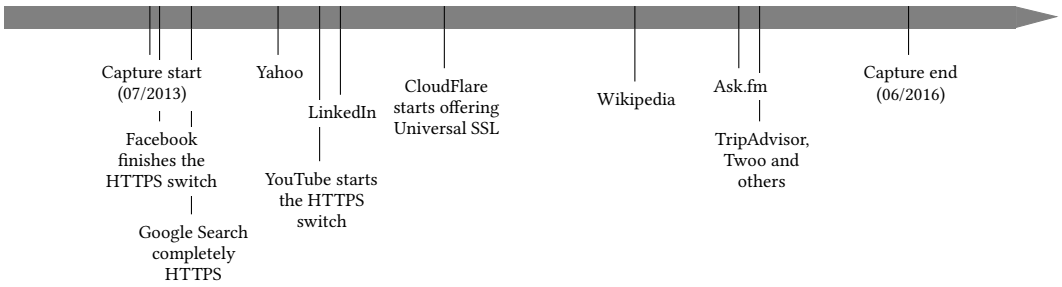 Capture start
(07/2013)
Facebook
finishes the
HTTPS switch
Google Search
completely
HTTPS
Yahoo
YouTube starts
the HTTPS
switch
LinkedIn
CloudFlare
starts offering
Universal SSL
Wikipedia
Ask.fm
TripAdvisor,
Twoo and
others
Capture end
(06/2016)